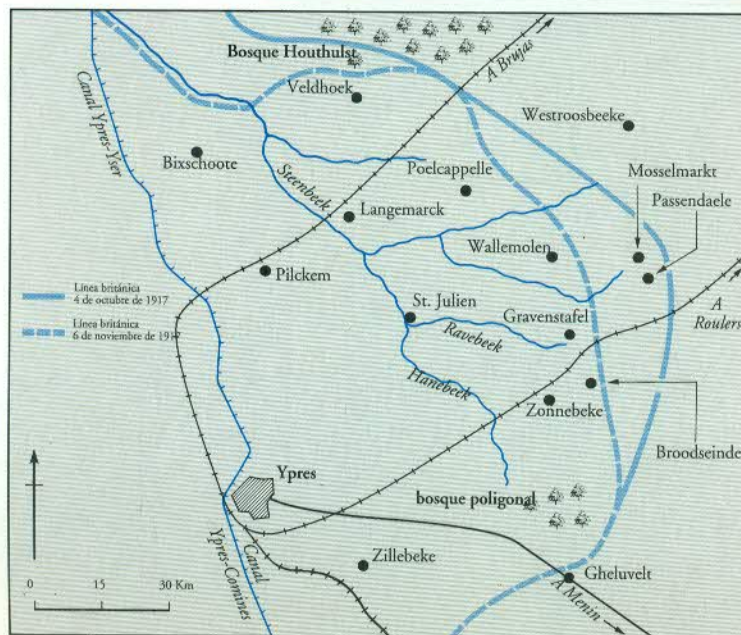 Bosque Houthulst
A Brujas
Canal Ypres-Yser
Veldhoek
Westroosbeeke
Bixschoote
Steenbeek
Poelcappelle
Mosselmarkt
Passendaele
Langemarck
Wallemolen
Pilckem
Línea británica
4 de octubre de 1917
Línea británica
6 de noviembre de 1917
St. Julien
Gravenstafel
A
Roulers
Ravebeek
Hanebeek
Zonnebeke
Broodseinde
Ypres
bosque poligonal
Canal
Ypres-Comines
Zillebeke
Gheluvelt
A Menin
0 15 30 Km